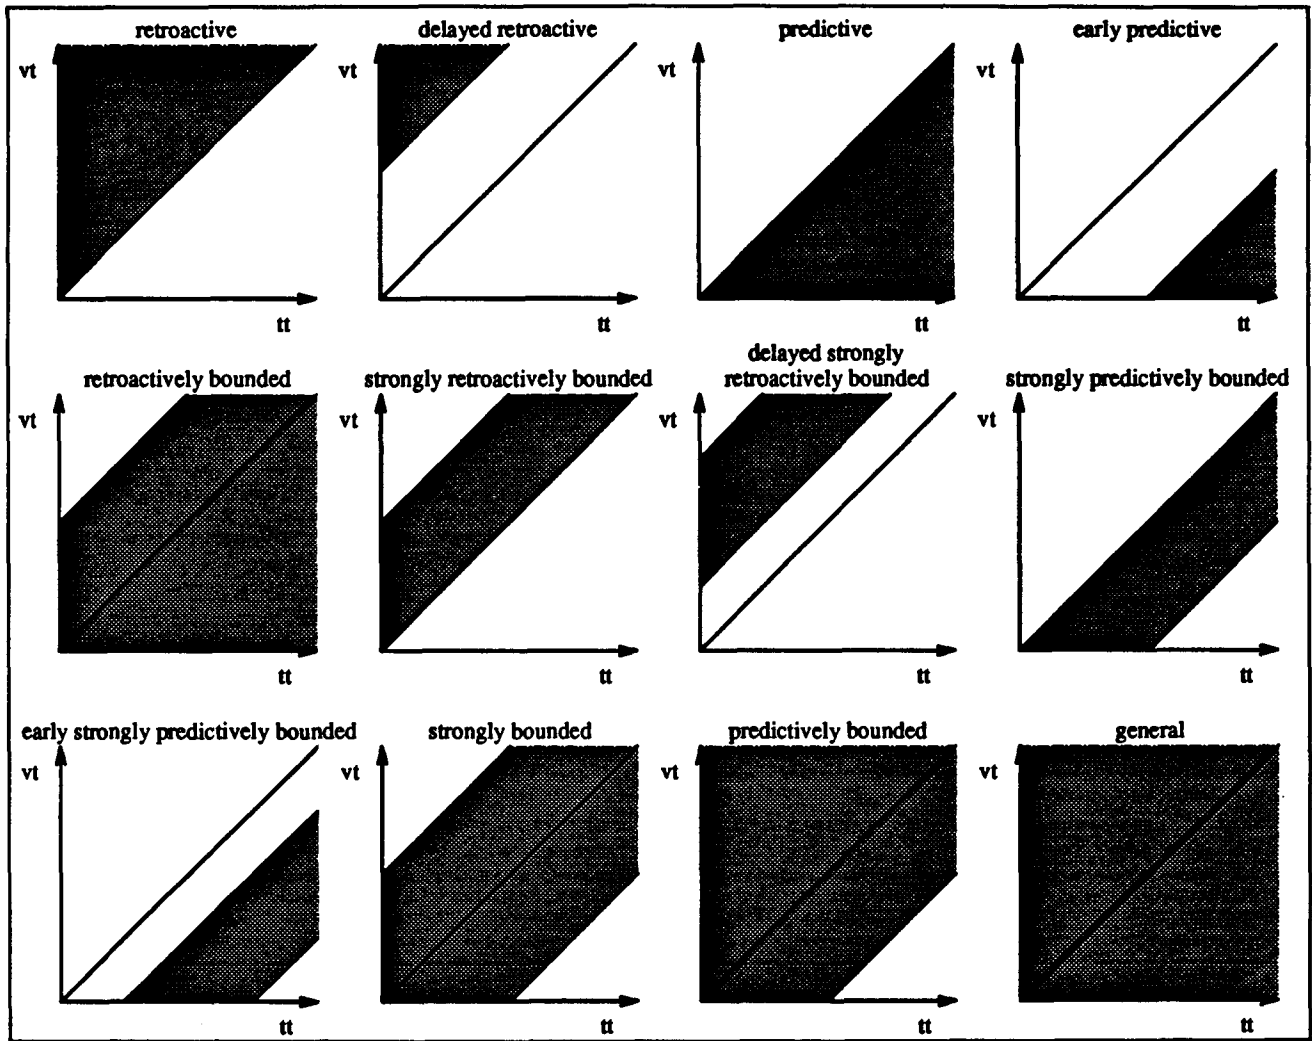 retroactive
delayed retroactive
predictive
early predictive
vt
vt
vt
vt
tt
tt
tt
tt
retroactively bounded
strongly retroactively bounded
delayed strongly
retroactively bounded
strongly predictively bounded
vt
vt
vt
vt
tt
tt
tt
tt
early strongly predictively bounded
strongly bounded
predictively bounded
general
vt
vt
vt
vt
tt
tt
tt
tt